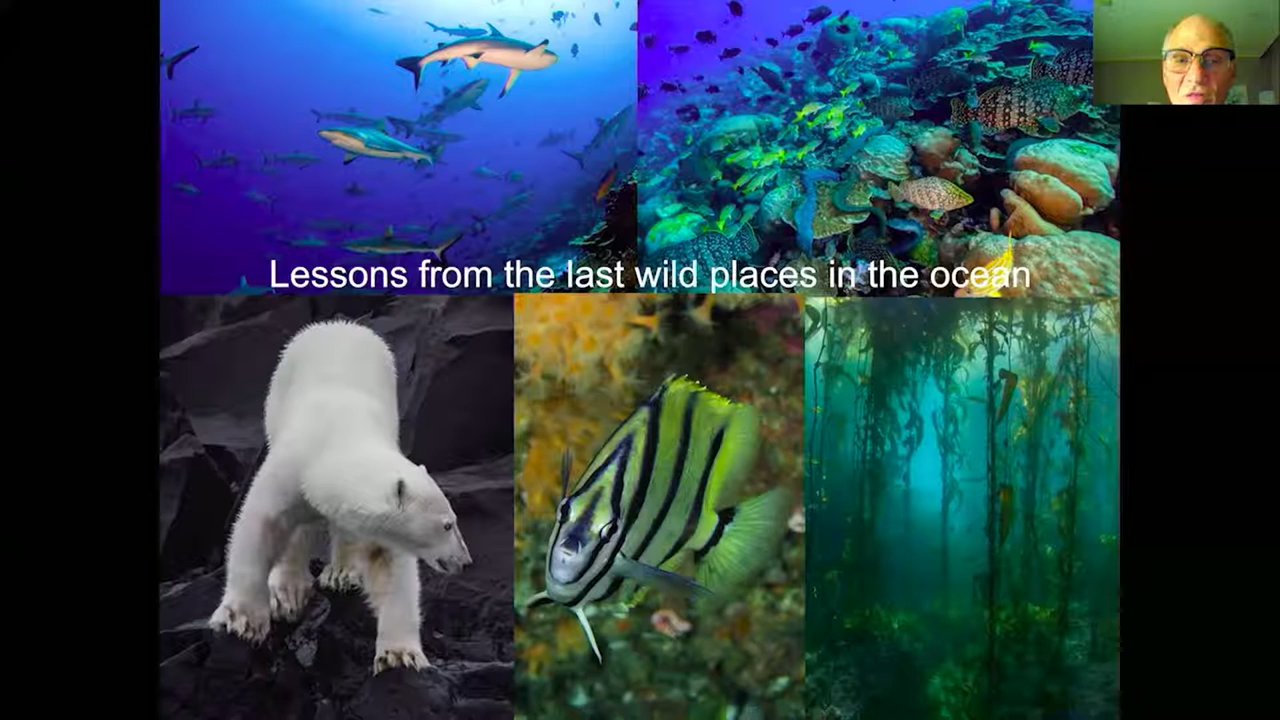 Lessons from the last wild places in the ocean